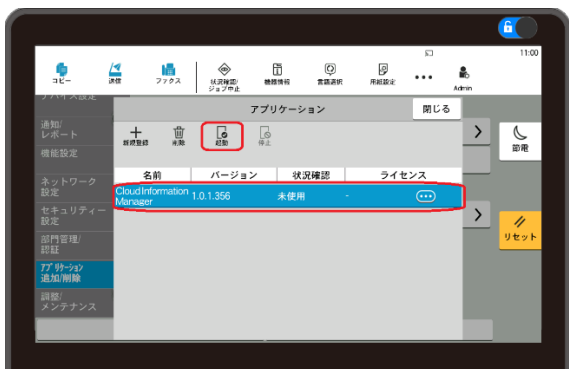 11:00
コピー
送信
ファクス
状況確認/
ジョブ中止
機器情報
言語選択
用紙設定
Admin
デバイス設定
アプリケーション
閉じる
通知/
レポート
機能設定
ネットワーク
設定
セキュリティー
設定
部門管理/
認証
アプリケーション
追加/削除
調整/
メンテナンス
新規登録
削除
起動
停止
名前
バージョン
状況確認
ライセンス
Cloud Information
Manager
1.0.1.356
未使用
-
節電
リセット